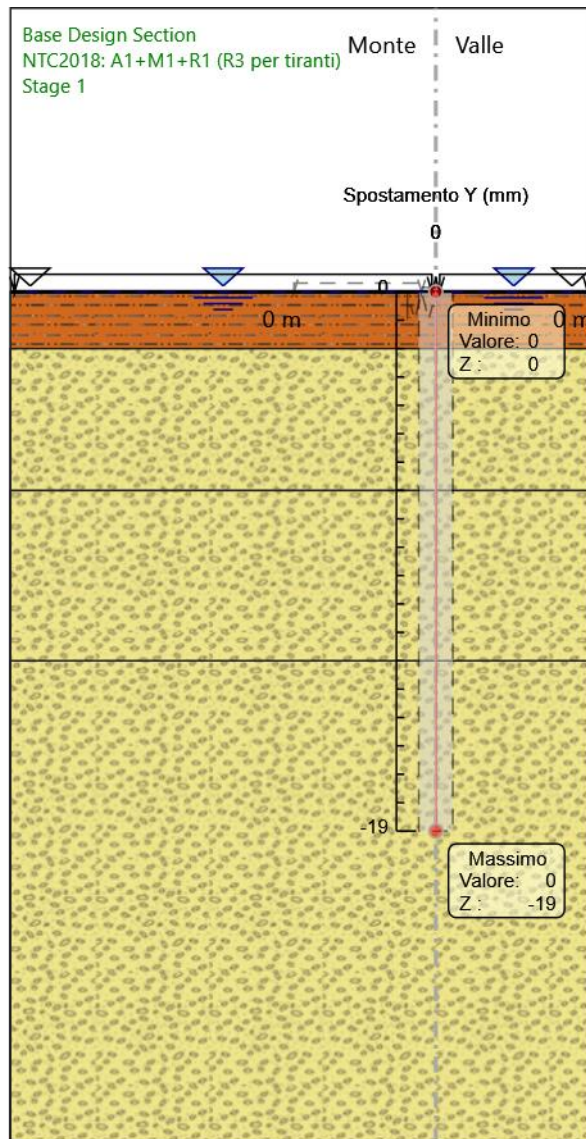 Base Design Section
NTC2018: A1+M1+R1 (R3 per tiranti)
Stage 1
Monte
Valle
Spostamento Y (mm)
0
0
0 m
0 m
Minimo
Valore: 0
Z : 0
-19
Massimo
Valore: 0
Z : -19